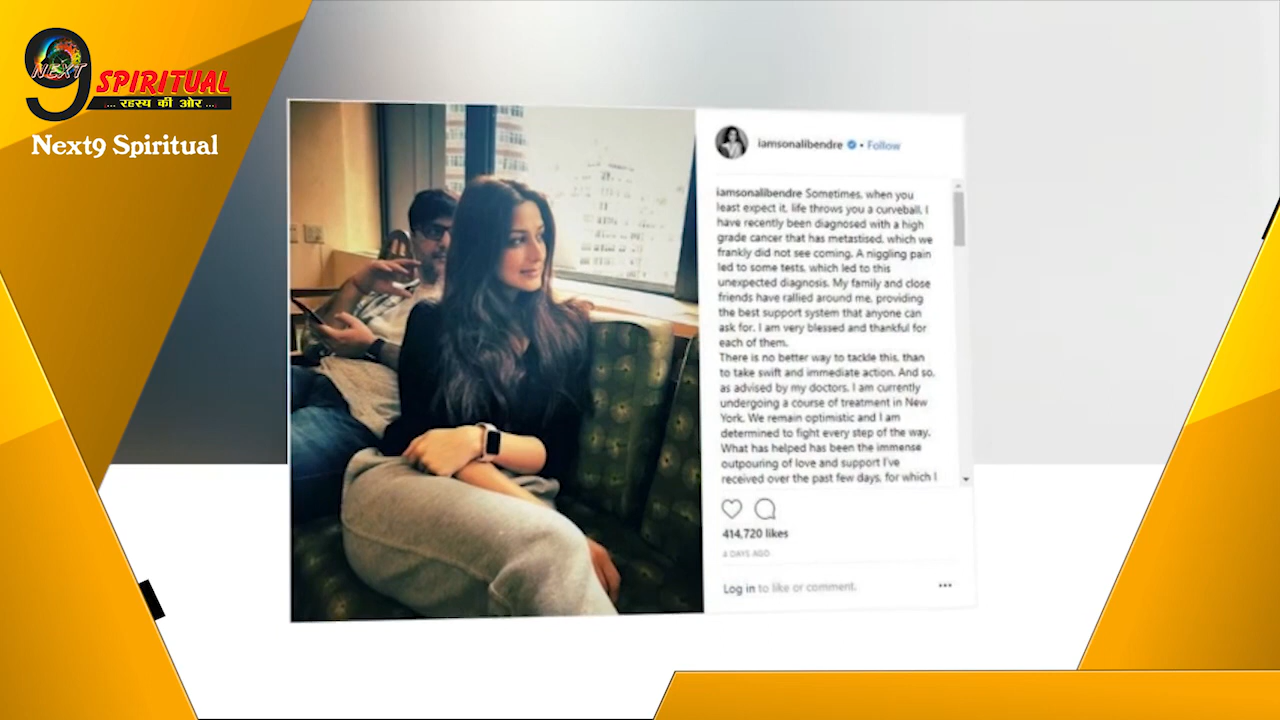 9
NEXT
SPIRITUAL
... रहस्य की ओर ...
Next9 Spiritual
iamsonalibendre • Follow
iamsonalibendre Sometimes, when you
least expect it, life throws you a curveball. I
have recently been diagnosed with a high
grade cancer that has metastised, which we
frankly did not see coming. A niggling pain
led to some tests, which led to this
unexpected diagnosis. My family and close
friends have rallied around me, providing
the best support system that anyone can
ask for. I am very blessed and thankful for
each of them.
There is no better way to tackle this, than
to take swift and immediate action. And so,
as advised by my doctors, I am currently
undergoing a course of treatment in New
York. We remain optimistic and I am
determined to fight every step of the way.
What has helped has been the immense
outpouring of love and support I've
received over the past few days, for which I
414,720 likes
4 DAYS AGO
Log in to like or comment.